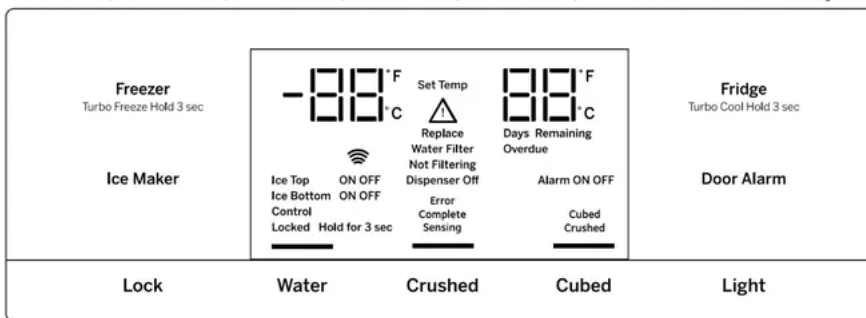 Freezer
Turbo Freeze Hold 3 sec
Ice Maker
-88 °F
°C
Set Temp
88 °F
°C
Replace
Water Filter
Not Filtering
Dispenser Off
Days Remaining
Overdue
Ice Top ON OFF
Ice Bottom ON OFF
Control
Locked Hold for 3 sec
Error
Complete
Sensing
Alarm ON OFF
Cubed
Crushed
Fridge
Turbo Cool Hold 3 sec
Door Alarm
Lock Water Crushed Cubed Light